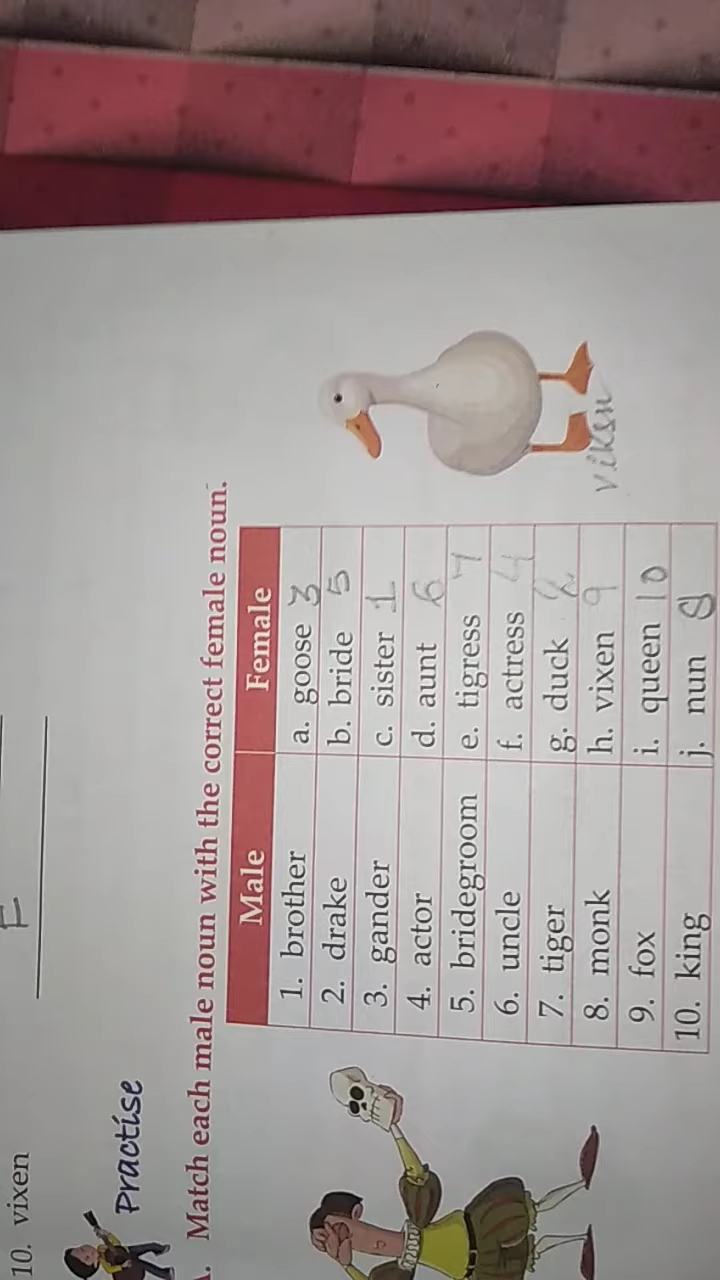 10. vixen F
Practise
A. Match each male noun with the correct female noun.
Male Female
1. brother a. goose 3
2. drake b. bride 5
3. gander c. sister 1
4. actor d. aunt 6
5. bridegroom e. tigress 7
6. uncle f. actress 4
7. tiger g. duck 2
8. monk h. vixen 9 viksn
9. fox i. queen 10
10. king j. nun 8